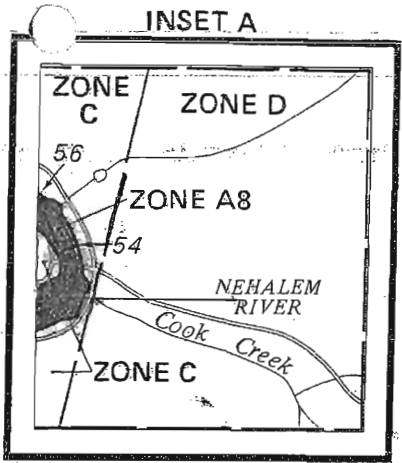 INSET A
ZONE
C
ZONE D
56
ZONE A8
54
NEHALEM
RIVER
Cook Creek
ZONE C